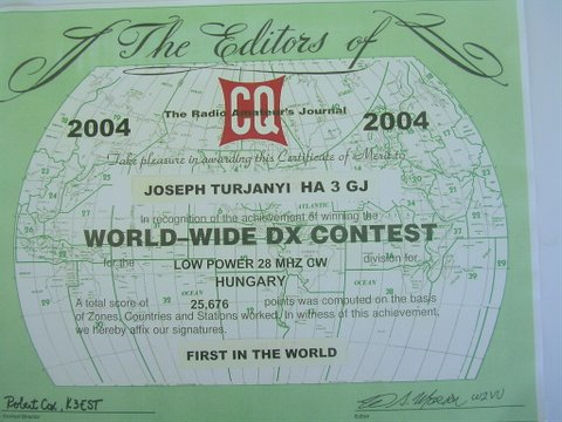 The Editors of
CQ
The Radio Amateur's Journal
2004 2004
Take pleisure in awarding this Certificate of Merit to
JOSEPH TURJANYI HA 3 GJ
In recognition of the achievement of winning the
WORLD-WIDE DX CONTEST
for the LOW POWER 28 MHZ CW division for
HUNGARY
A total score of 25,676 points was computed on the basis
of Zones, Countries and Stations worked. In witness of this achievement,
we hereby affix our signatures.
FIRST IN THE WORLD
Robert Cox, K3EST
W2VU
Editor